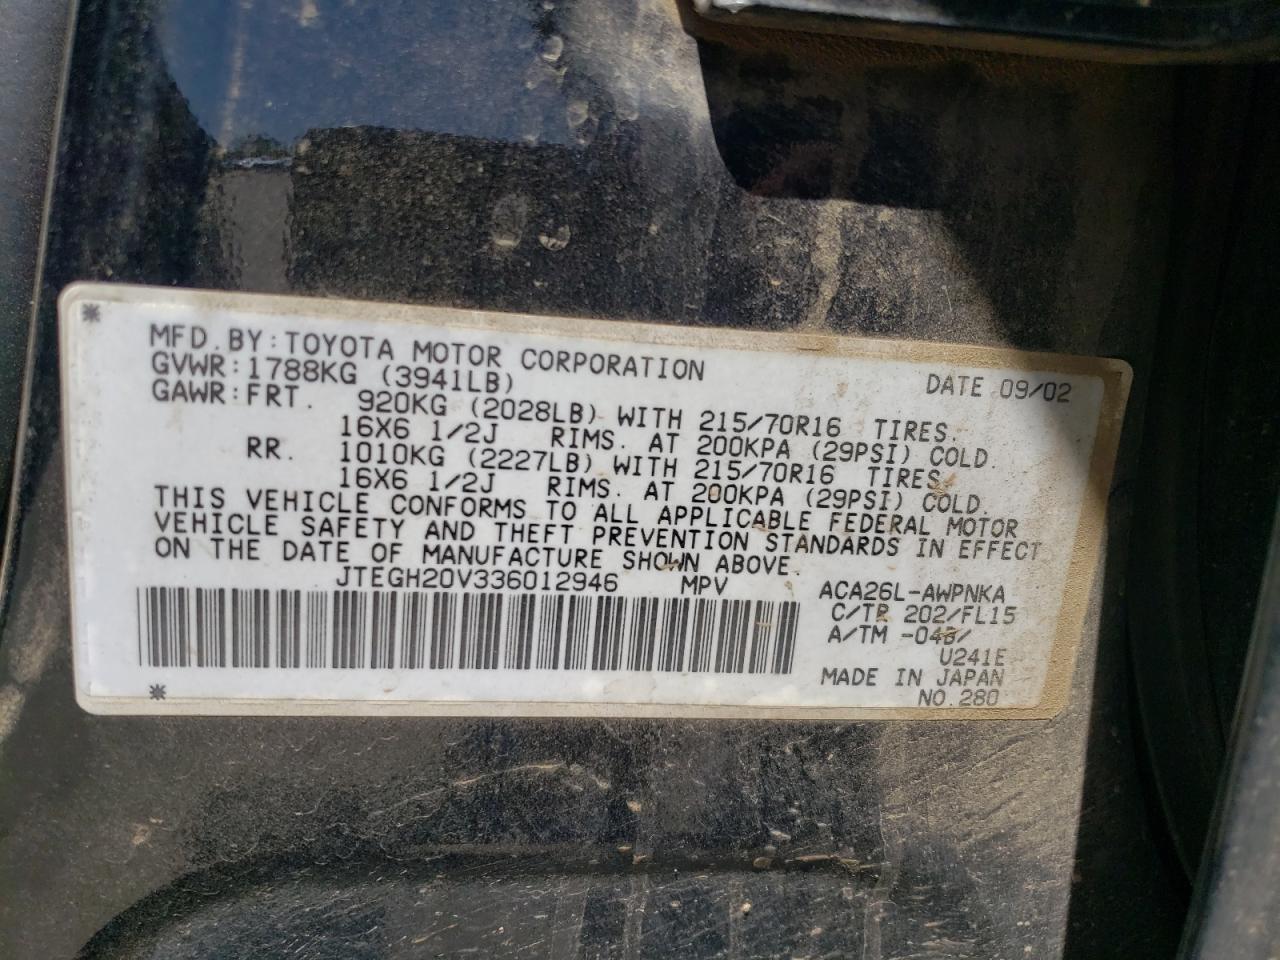 MFD. BY: TOYOTA MOTOR CORPORATION DATE 09/02
GVWR: 1788KG (3941LB)
GAWR: FRT. 920KG (2028LB) WITH 215/70R16 TIRES.
16X6 1/2J RIMS. AT 200KPA (29PSI) COLD.
RR. 1010KG (2227LB) WITH 215/70R16 TIRES.
16X6 1/2J RIMS. AT 200KPA (29PSI) COLD.
THIS VEHICLE CONFORMS TO ALL APPLICABLE FEDERAL MOTOR
VEHICLE SAFETY AND THEFT PREVENTION STANDARDS IN EFFECT
ON THE DATE OF MANUFACTURE SHOWN ABOVE.
JTEGH20V336012946 MPV
ACA26L-AWPNKA
C/TR 202/FL15
A/TM -04B/
U241E
MADE IN JAPAN
NO. 280